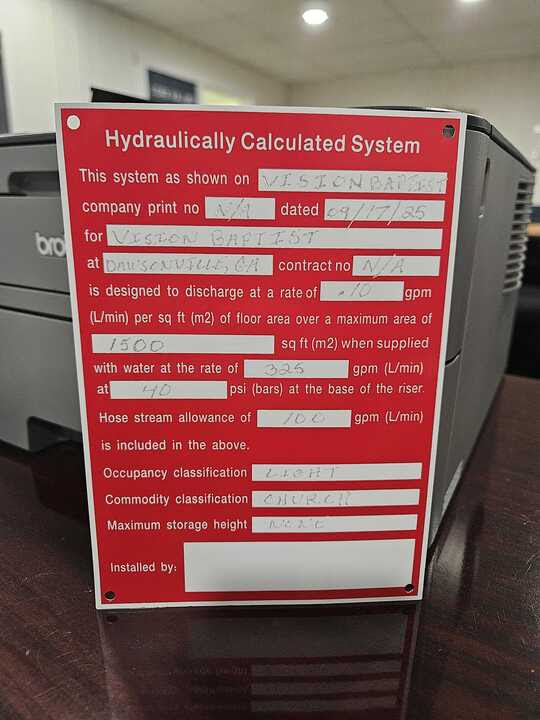 bro
Hydraulically Calculated System
This system as shown on VISION BAPTIST
company print no N/A dated 09/17/25
for VISION BAPTIST
at DAWSONVILLE, GA contract no N/A
is designed to discharge at a rate of .10 gpm
(L/min) per sq ft (m2) of floor area over a maximum area of
1500 sq ft (m2) when supplied
with water at the rate of 325 gpm (L/min)
at 40 psi (bars) at the base of the riser.
Hose stream allowance of 100 gpm (L/min)
is included in the above.
Occupancy classification LIGHT
Commodity classification CHURCH
Maximum storage height NONE
Installed by: